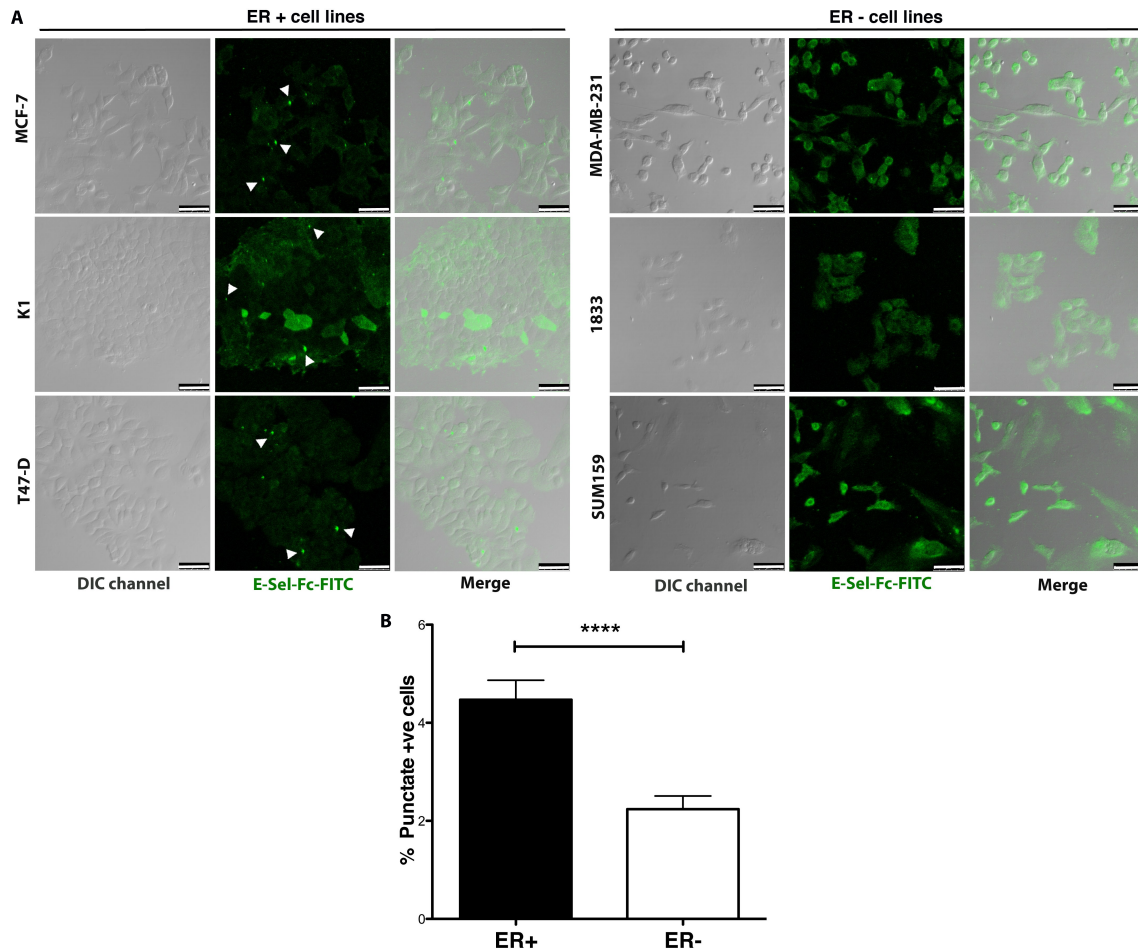 A
ER + cell lines
ER - cell lines
MCF-7
K1
T47-D
MDA-MB-231
1833
SUM159
DIC channel
E-Sel-Fc-FITC
Merge
DIC channel
E-Sel-Fc-FITC
Merge
B
****
% Punctate +ve cells
6
4
2
0
ER+
ER-